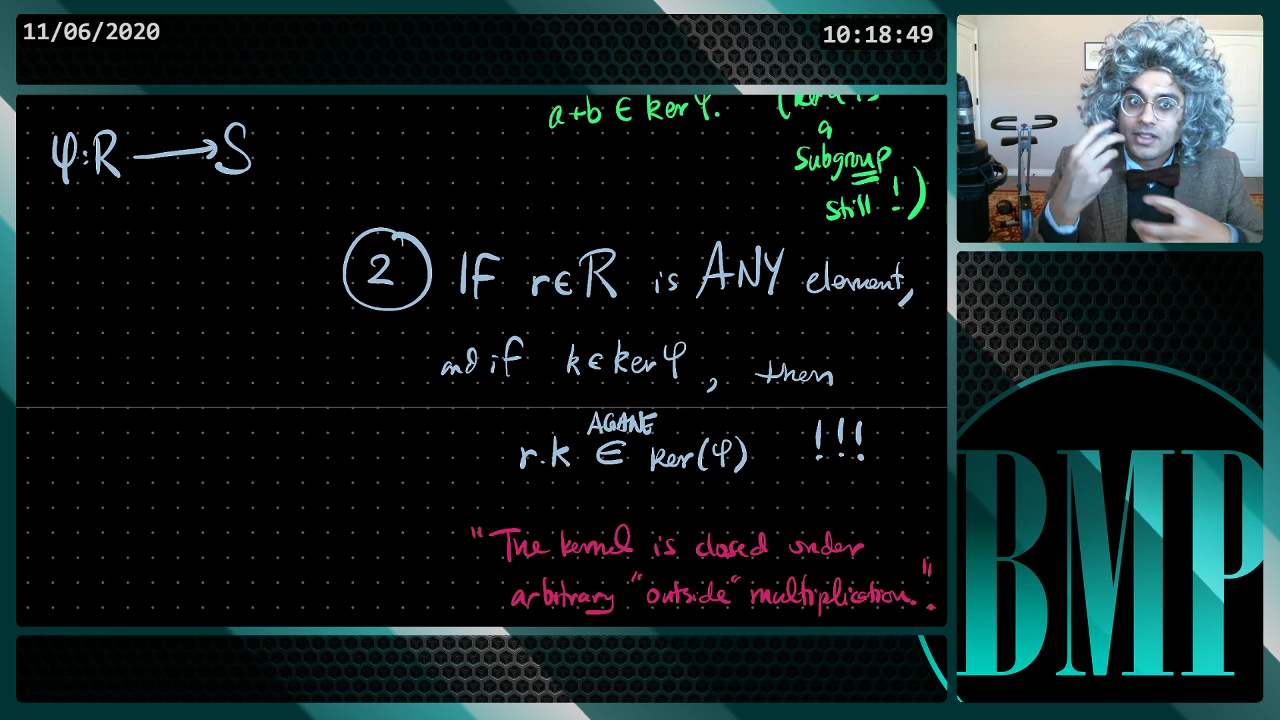 11/06/2020
10:18:49
φ:R → S
a+b ∈ ker φ.
a
subgroup
still !)
2 IF r∈R is ANY element,
and if k∈ker φ, then
AGANE
r.k ∈ ker(φ) !!!
"The kernel is closed under
arbitrary "outside" multiplication."
BMP